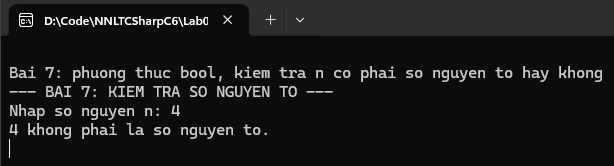 D:\Code\NNLTCSharpC6\Lab0
Bai 7: phuong thuc bool, kiem tra n co phai so nguyen to hay khong
--- BAI 7: KIEM TRA SO NGUYEN TO ---
Nhap so nguyen n: 4
4 khong phai la so nguyen to.